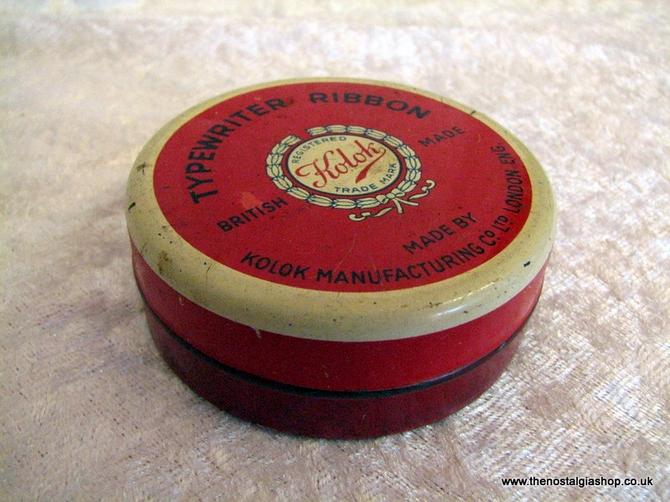 TYPEWRITER RIBBON
REGISTERED
Kolok
TRADE MARK
BRITISH MADE
MADE BY
KOLOK MANUFACTURING CO LTD LONDON ENG
www.thenostalgiashop.co.uk